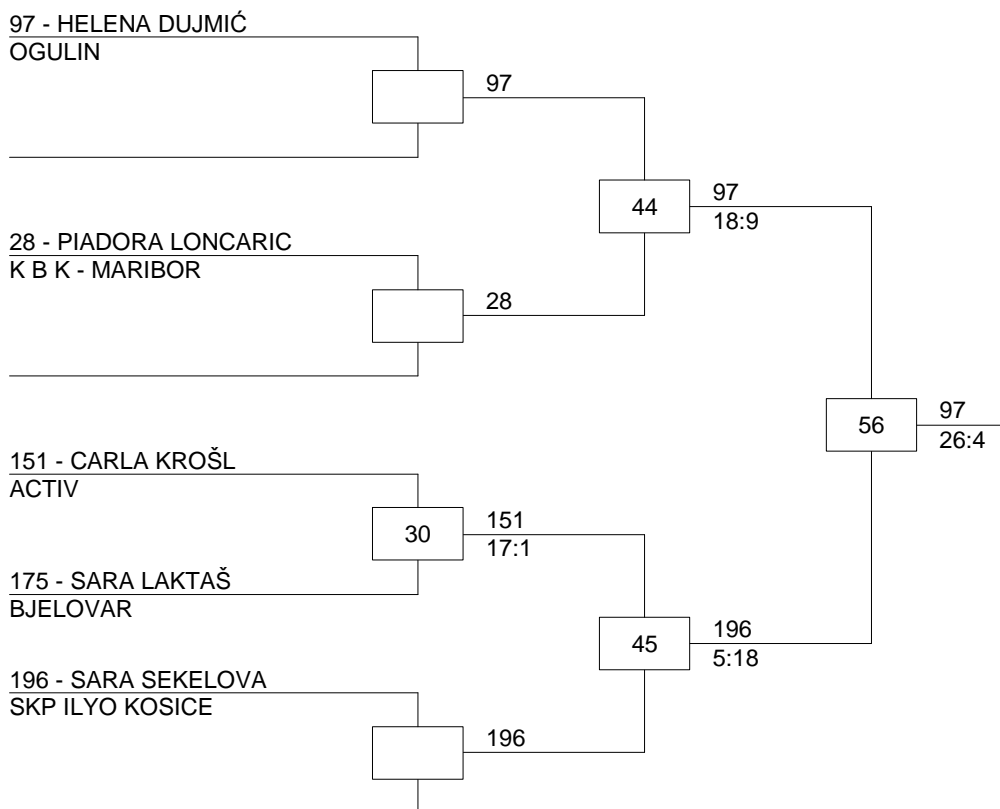 97 - HELENA DUJMIĆ
OGULIN
97
44
97
18:9
28 - PIADORA LONCARIC
K B K - MARIBOR
28
56
97
26:4
151 - CARLA KROŠL
ACTIV
30
151
17:1
175 - SARA LAKTAŠ
BJELOVAR
45
196
5:18
196 - SARA SEKELOVA
SKP ILYO KOSICE
196